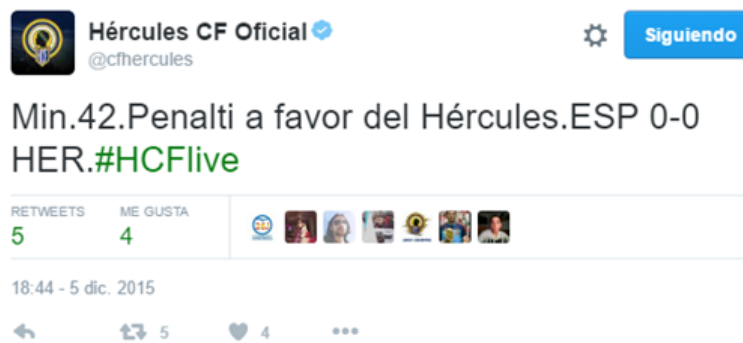 Hércules CF Oficial
@cfhercules
Siguiendo
Min.42.Penalti a favor del Hércules.ESP 0-0
HER.#HCFlive
RETWEETS ME GUSTA
5 4
18:44 - 5 dic. 2015
5 4